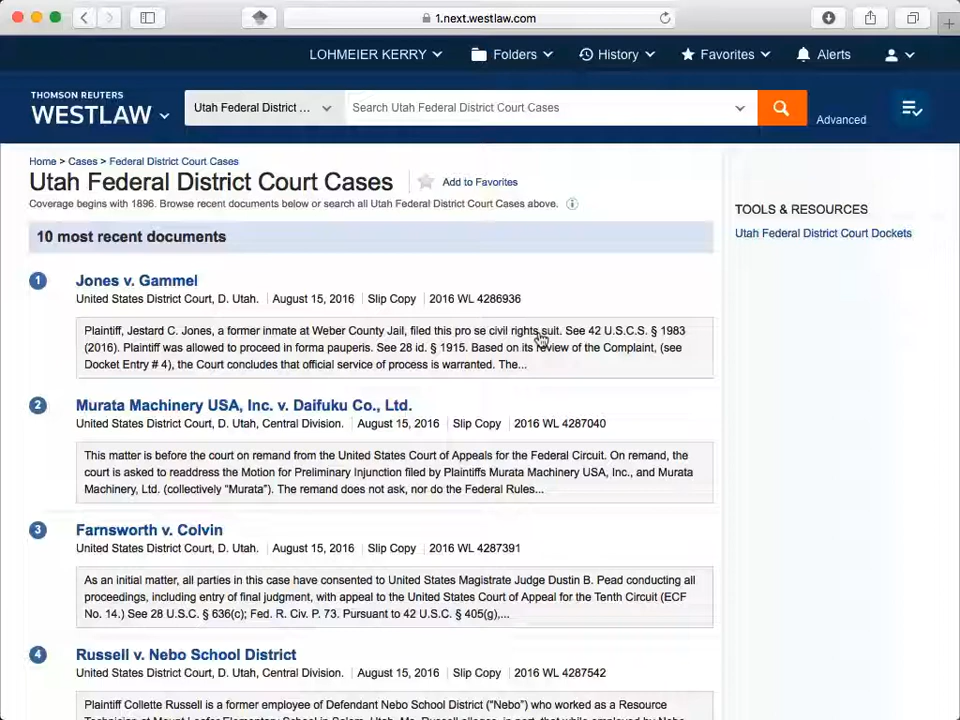 1.next.westlaw.com
LOHMEIER KERRY Folders History Favorites Alerts
THOMSON REUTERS
WESTLAW
Utah Federal District ... Search Utah Federal District Court Cases Advanced
Home > Cases > Federal District Court Cases
Utah Federal District Court Cases Add to Favorites
Coverage begins with 1896. Browse recent documents below or search all Utah Federal District Court Cases above.
TOOLS & RESOURCES
Utah Federal District Court Dockets
10 most recent documents
1 Jones v. Gammel
United States District Court, D. Utah. August 15, 2016 Slip Copy 2016 WL 4286936
Plaintiff, Jestard C. Jones, a former inmate at Weber County Jail, filed this pro se civil rights suit. See 42 U.S.C.S. § 1983
(2016). Plaintiff was allowed to proceed in forma pauperis. See 28 id. § 1915. Based on its review of the Complaint, (see
Docket Entry # 4), the Court concludes that official service of process is warranted. The...
2 Murata Machinery USA, Inc. v. Daifuku Co., Ltd.
United States District Court, D. Utah, Central Division. August 15, 2016 Slip Copy 2016 WL 4287040
This matter is before the court on remand from the United States Court of Appeals for the Federal Circuit. On remand, the
court is asked to readdress the Motion for Preliminary Injunction filed by Plaintiffs Murata Machinery USA, Inc., and Murata
Machinery, Ltd. (collectively “Murata”). The remand does not ask, nor do the Federal Rules...
3 Farnsworth v. Colvin
United States District Court, D. Utah. August 15, 2016 Slip Copy 2016 WL 4287391
As an initial matter, all parties in this case have consented to United States Magistrate Judge Dustin B. Pead conducting all
proceedings, including entry of final judgment, with appeal to the United States Court of Appeal for the Tenth Circuit (ECF
No. 14.) See 28 U.S.C. § 636(c); Fed. R. Civ. P. 73. Pursuant to 42 U.S.C. § 405(g),...
4 Russell v. Nebo School District
United States District Court, D. Utah, Central Division. August 15, 2016 Slip Copy 2016 WL 4287542
Plaintiff Collette Russell is a former employee of Defendant Nebo School District (“Nebo”) who worked as a Resource